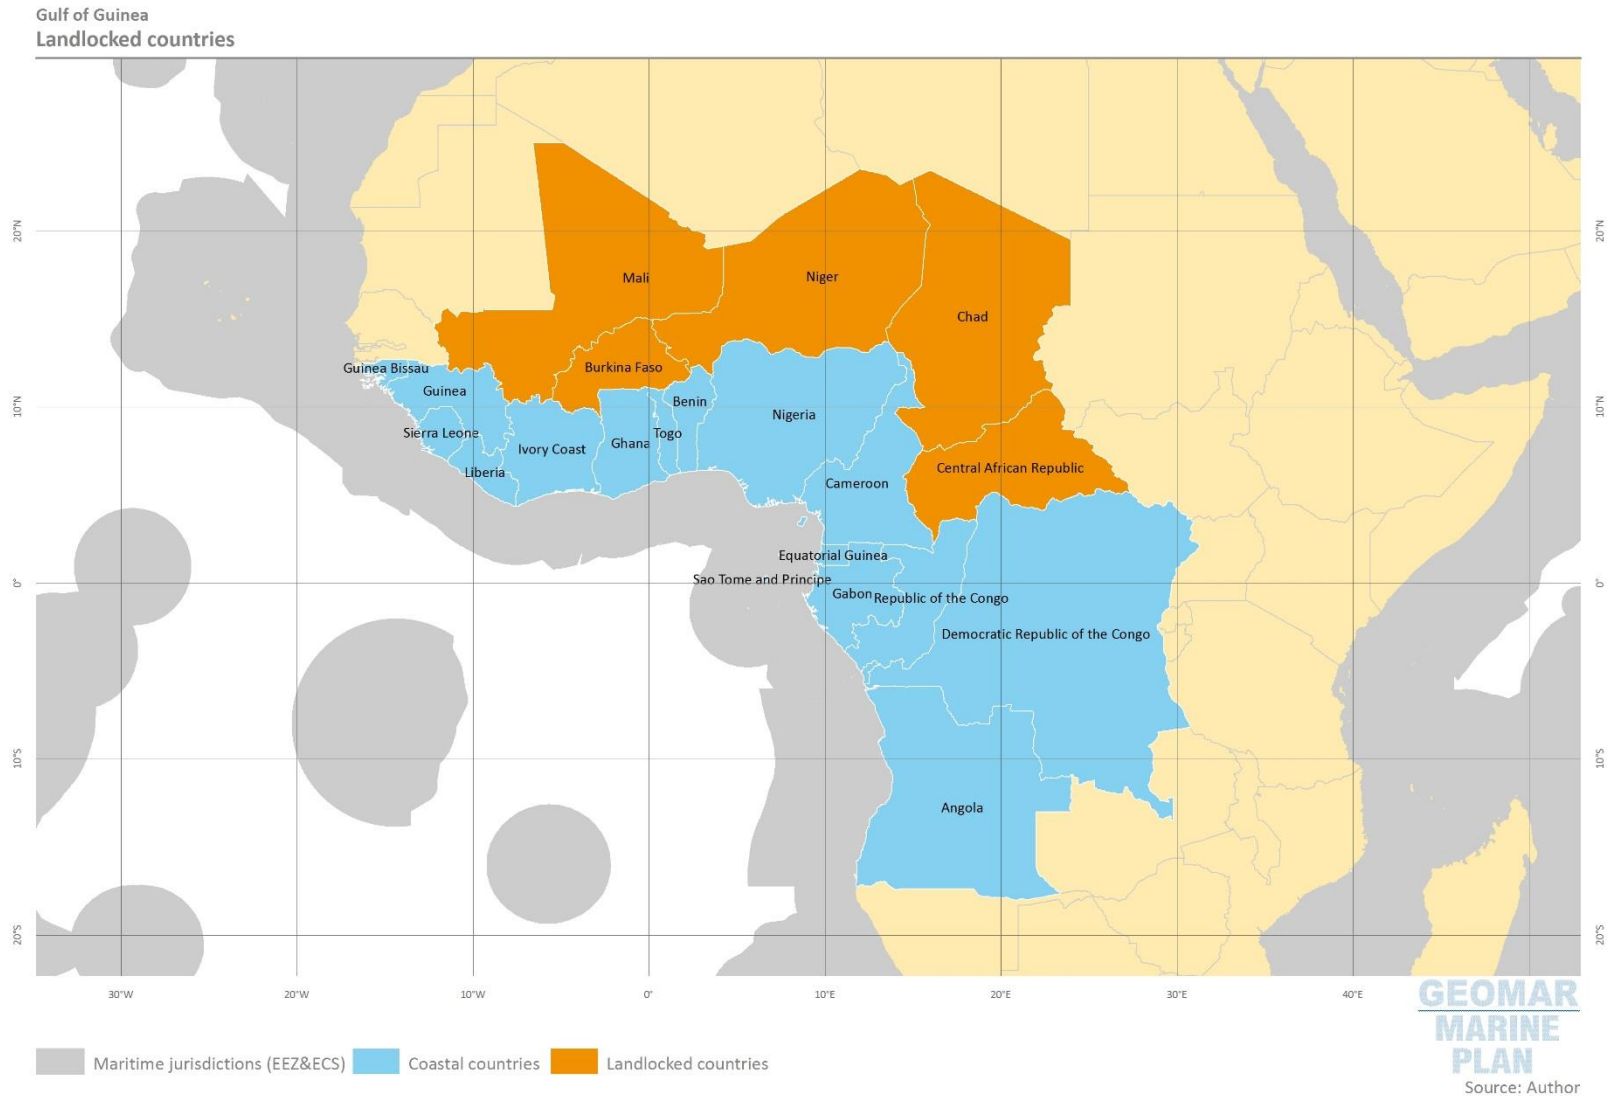 Gulf of Guinea
Landlocked countries
20°N
20°N
Mali
Niger
Chad
Guinea Bissau
Burkina Faso
Guinea
Benin
10°N
10°N
Nigeria
Sierra Leone
Togo
Ghana
Ivory Coast
Liberia
Central African Republic
Cameroon
Equatorial Guinea
Sao Tome and Principe
0°
0°
Gabon
Republic of the Congo
Democratic Republic of the Congo
10°S
10°S
Angola
20°S
20°S
30°W
20°W
10°W
0°
10°E
20°E
30°E
40°E
GEOMAR
MARINE
PLAN
Maritime jurisdictions (EEZ&ECS)
Coastal countries
Landlocked countries
Source: Author